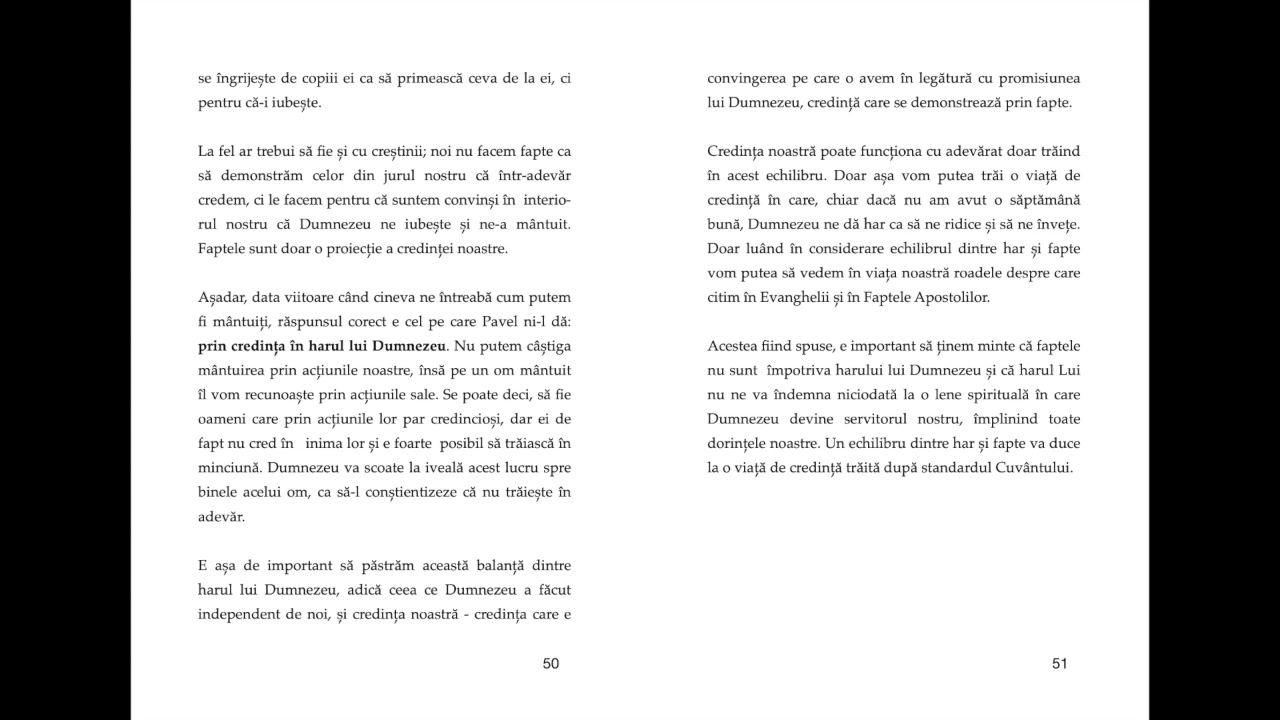 se îngrijește de copiii ei ca să primească ceva de la ei, ci
pentru că-i iubește.
La fel ar trebui să fie și cu creștinii; noi nu facem fapte ca
să demonstrăm celor din jurul nostru că într-adevăr
credem, ci le facem pentru că suntem convinși în interio-
rul nostru că Dumnezeu ne iubește și ne-a mântuit.
Faptele sunt doar o proiecție a credinței noastre.
Așadar, data viitoare când cineva ne întreabă cum putem
fi mântuiți, răspunsul corect e cel pe care Pavel ni-l dă:
prin credința în harul lui Dumnezeu. Nu putem câștiga
mântuirea prin acțiunile noastre, însă pe un om mântuit
îl vom recunoaște prin acțiunile sale. Se poate deci, să fie
oameni care prin acțiunile lor par credincioși, dar ei de
fapt nu cred în inima lor și e foarte posibil să trăiască în
minciună. Dumnezeu va scoate la iveală acest lucru spre
binele acelui om, ca să-l conștientizeze că nu trăiește în
adevăr.
E așa de important să păstrăm această balanță dintre
harul lui Dumnezeu, adică ceea ce Dumnezeu a făcut
independent de noi, și credința noastră - credința care e
50
convingerea pe care o avem în legătură cu promisiunea
lui Dumnezeu, credință care se demonstrează prin fapte.
Credința noastră poate funcționa cu adevărat doar trăind
în acest echilibru. Doar așa vom putea trăi o viață de
credință în care, chiar dacă nu am avut o săptămână
bună, Dumnezeu ne dă har ca să ne ridice și să ne învețe.
Doar luând în considerare echilibrul dintre har și fapte
vom putea să vedem în viața noastră roadele despre care
citim în Evanghelii și în Faptele Apostolilor.
Acestea fiind spuse, e important să ținem minte că faptele
nu sunt împotriva harului lui Dumnezeu și că harul Lui
nu ne va îndemna niciodată la o lene spirituală în care
Dumnezeu devine servitorul nostru, împlinind toate
dorințele noastre. Un echilibru dintre har și fapte va duce
la o viață de credință trăită după standardul Cuvântului.
51